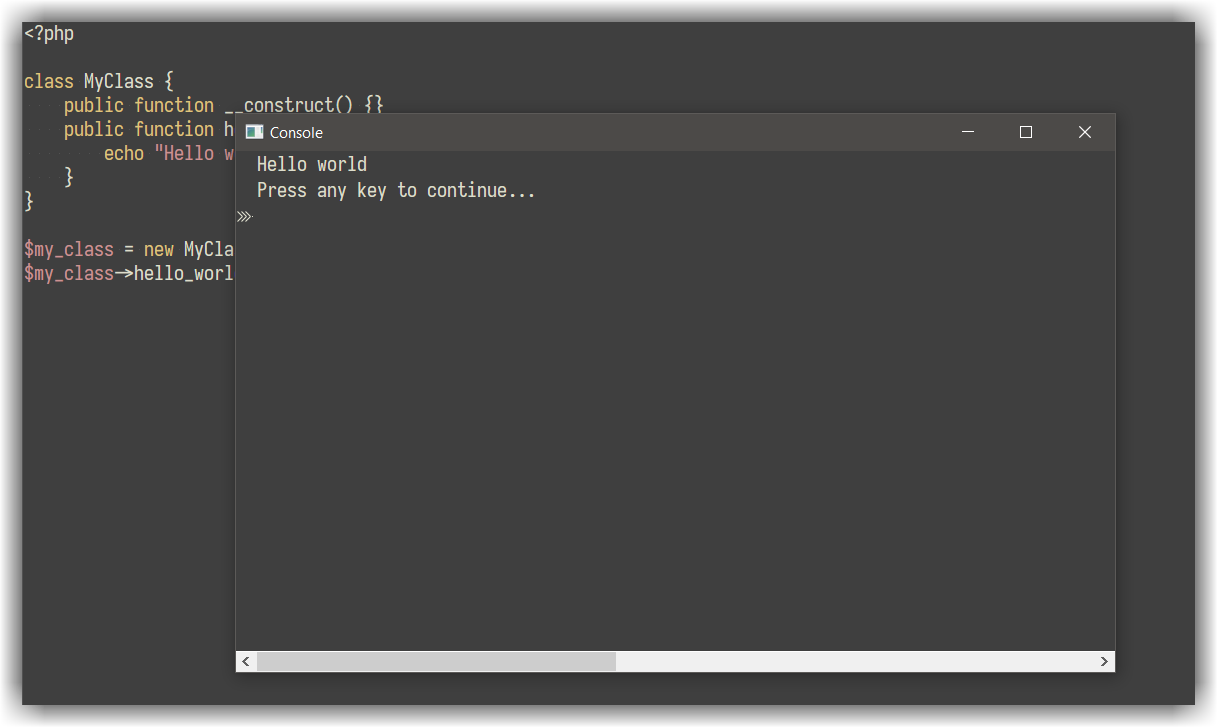 <?php
class MyClass {
public function __construct() {}
public function h
echo "Hello w
}
}
$my_class = new MyCla
$my_class->hello_worl
Console
Hello world
Press any key to continue...
>>>